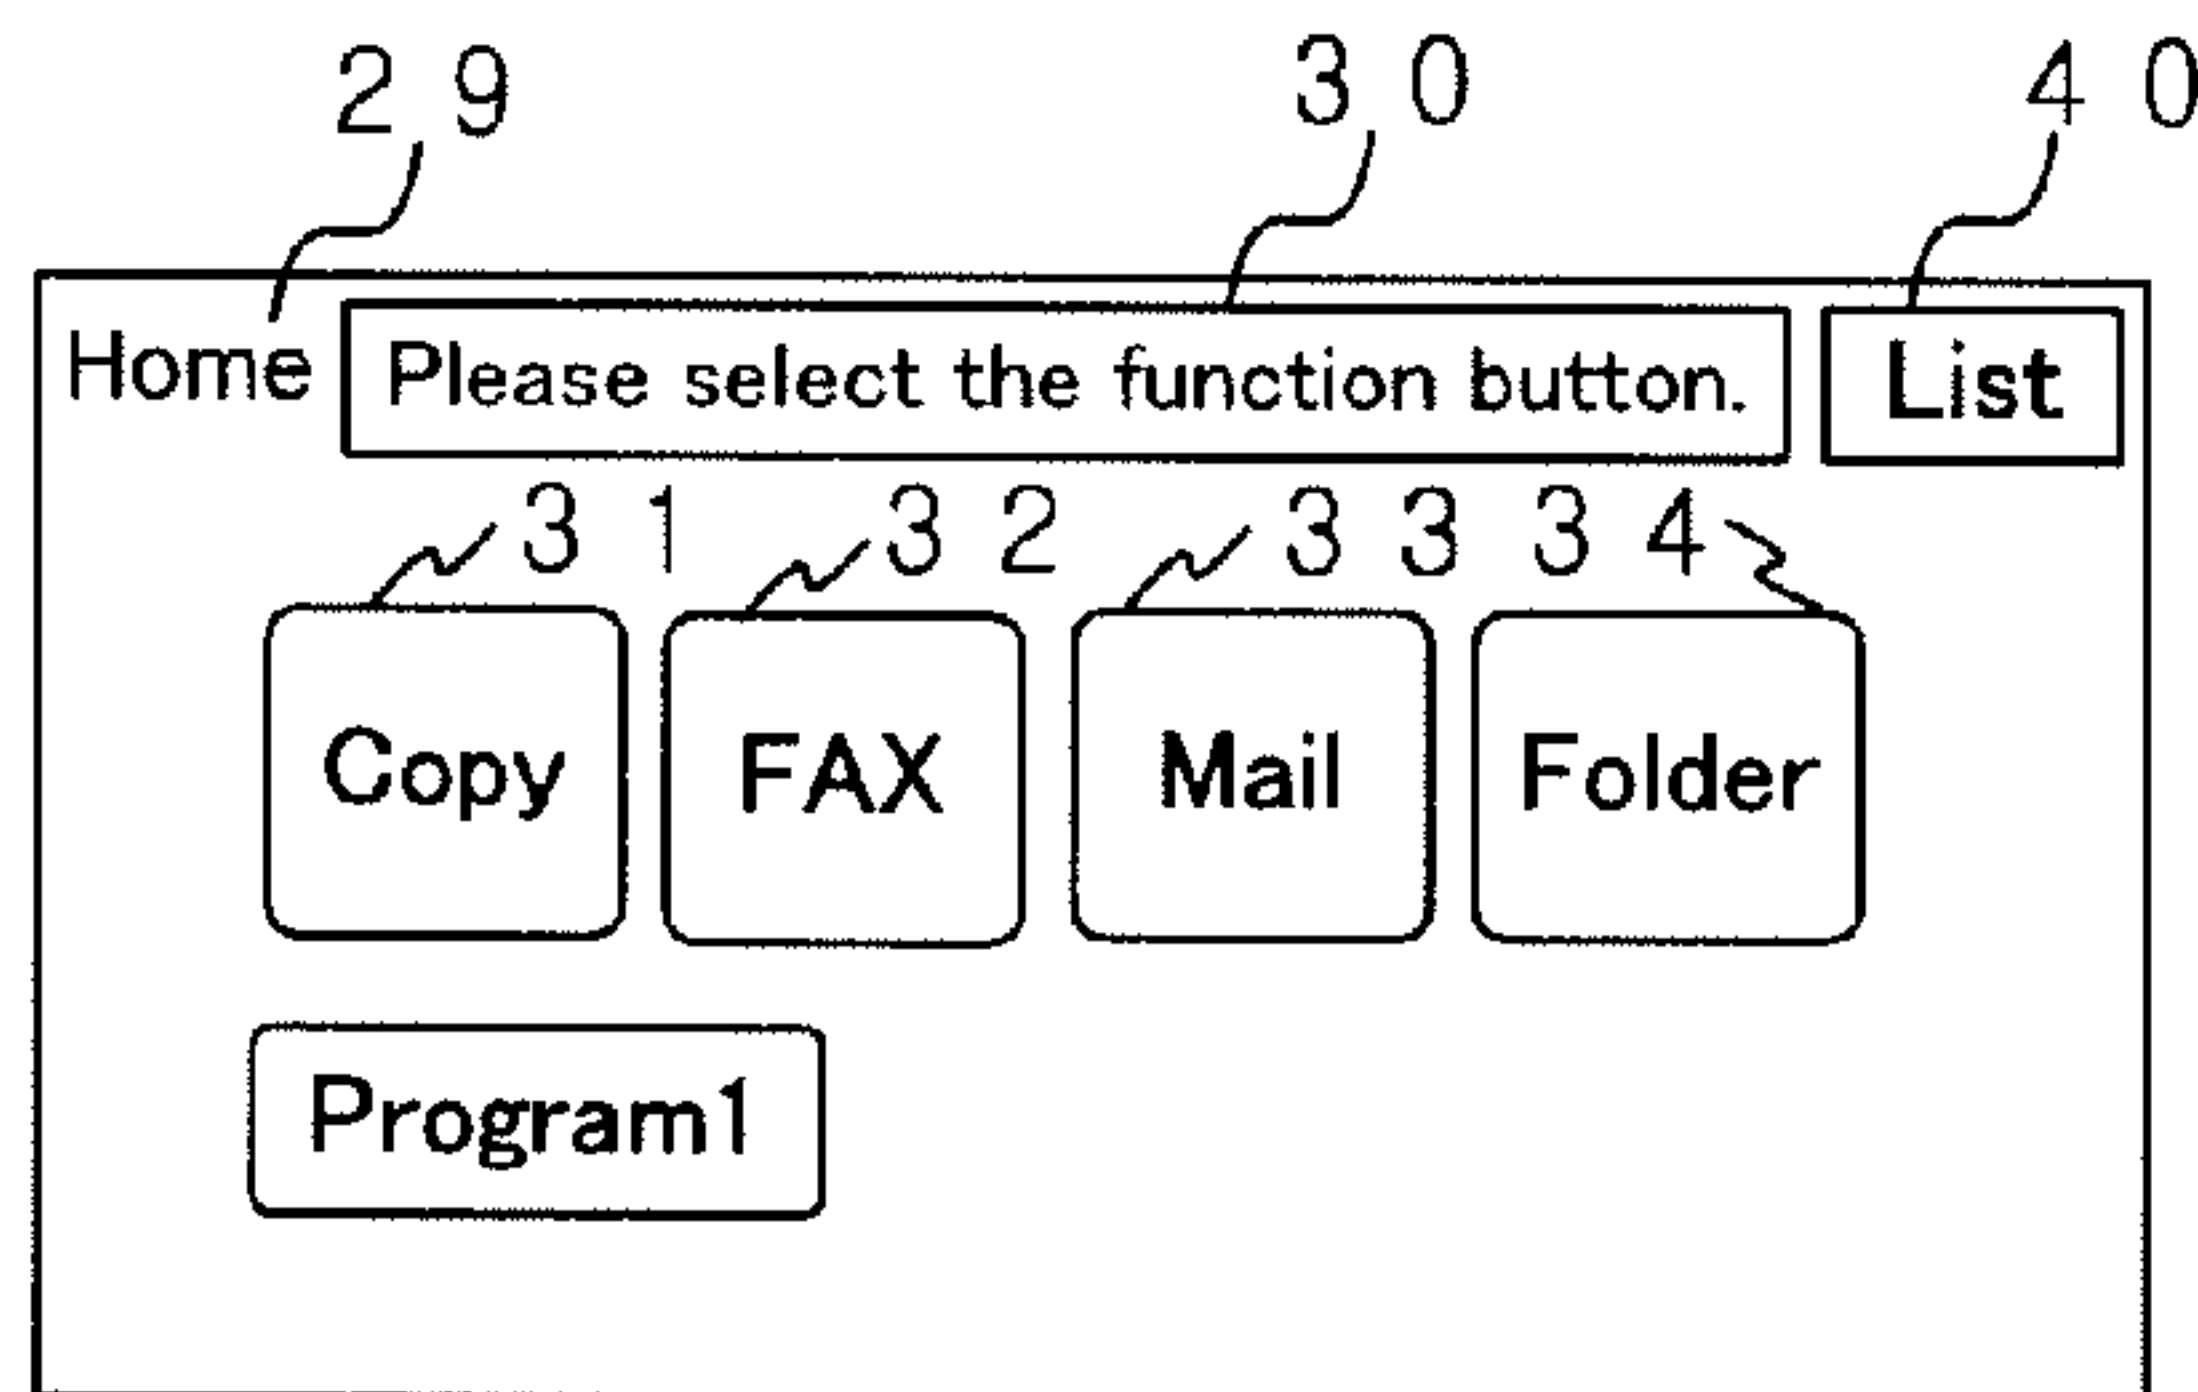 29 30 40
Home Please select the function button. List
31 32 33 34
Copy FAX Mail Folder
Program1